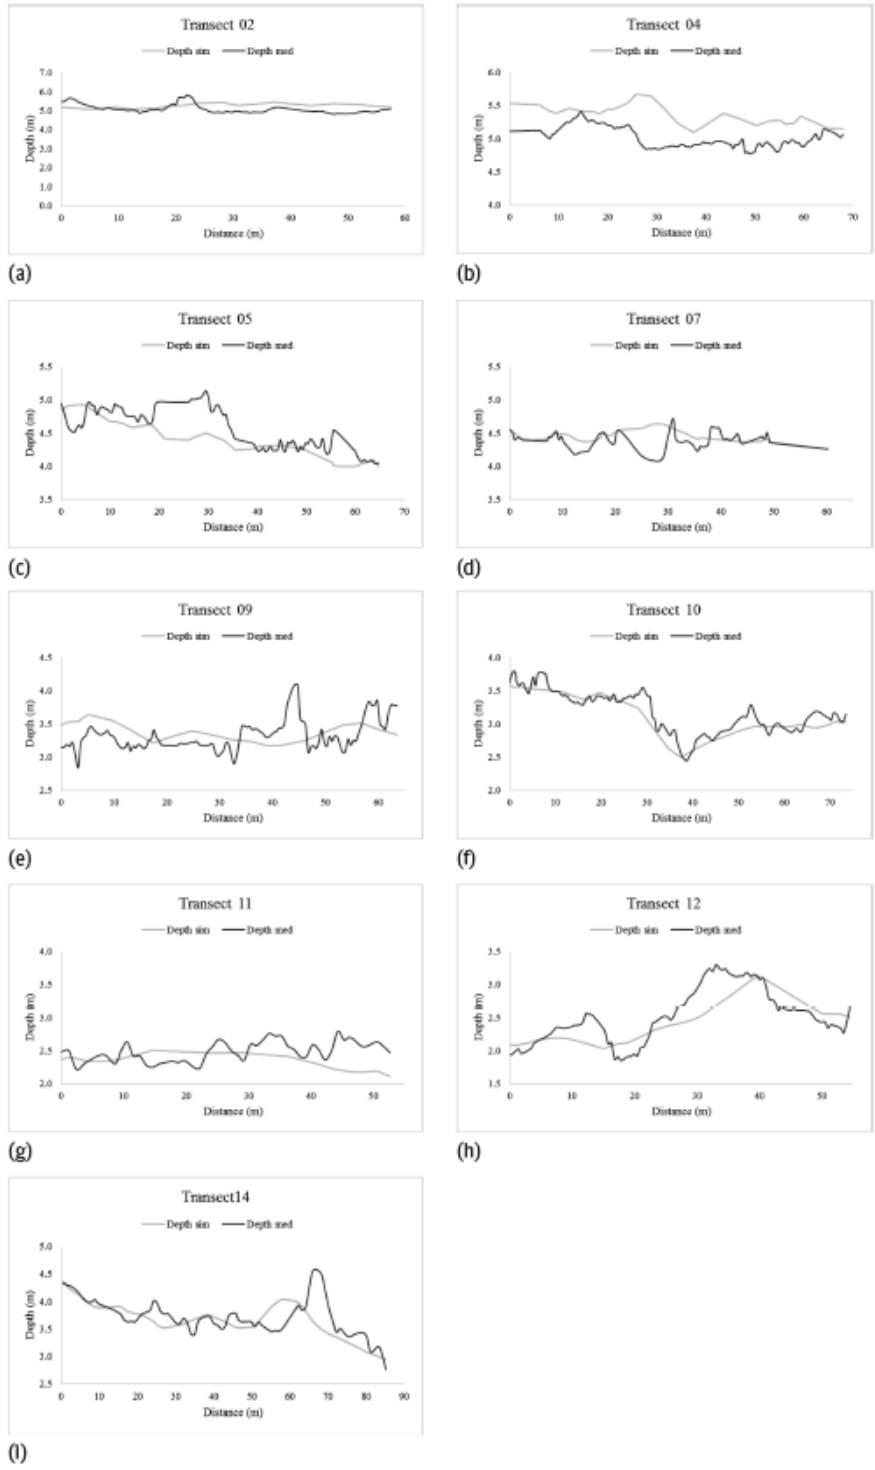 Transect 02
Depth sim Depth med
7.0
6.0
5.0
4.0
3.0
2.0
1.0
0.0
Depth (m)
0 10 20 30 40 50 60
Distance (m)
(a)
Transect 04
Depth sim Depth med
6.0
5.5
5.0
4.5
4.0
Depth (m)
0 10 20 30 40 50 60 70
Distance (m)
(b)
Transect 05
Depth sim Depth med
5.5
5.0
4.5
4.0
3.5
Depth (m)
0 10 20 30 40 50 60 70
Distance (m)
(c)
Transect 07
Depth sim Depth med
5.5
5.0
4.5
4.0
3.5
Depth (m)
0 10 20 30 40 50 60
Distance (m)
(d)
Transect 09
Depth sim Depth med
4.5
4.0
3.5
3.0
2.5
Depth (m)
0 10 20 30 40 50 60
Distance (m)
(e)
Transect 10
Depth sim Depth med
4.0
3.5
3.0
2.5
2.0
Depth (m)
0 10 20 30 40 50 60 70
Distance (m)
(f)
Transect 11
Depth sim Depth med
4.0
3.5
3.0
2.5
2.0
Depth (m)
0 10 20 30 40 50
Distance (m)
(g)
Transect 12
Depth sim Depth med
3.5
3.0
2.5
2.0
1.5
Depth (m)
0 10 20 30 40 50
Distance (m)
(h)
Transect14
Depth sim Depth med
5.0
4.5
4.0
3.5
3.0
2.5
Depth (m)
0 10 20 30 40 50 60 70 80 90
Distance (m)
(I)